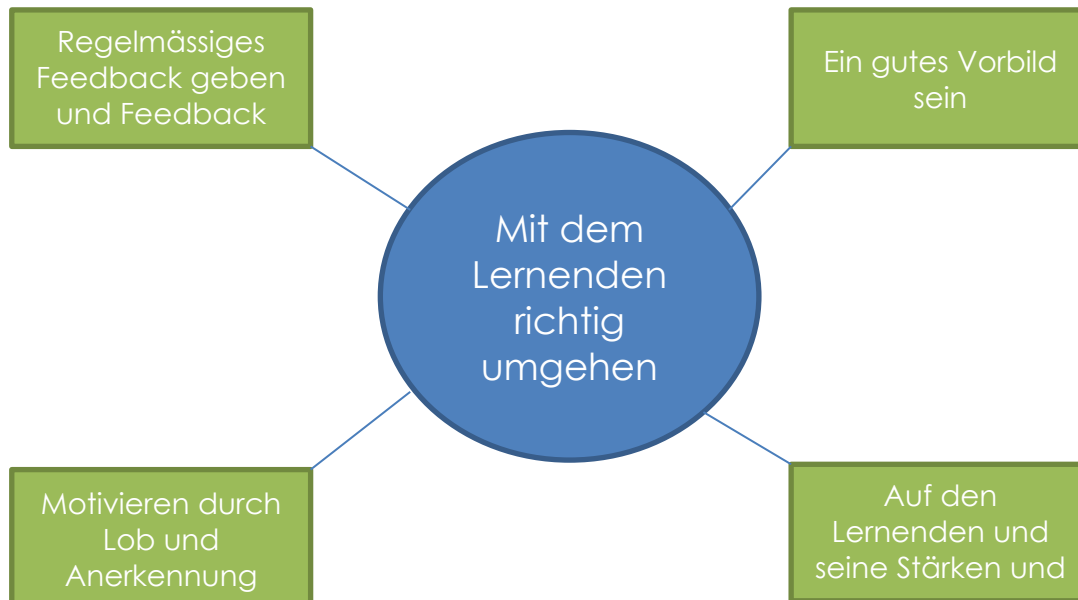 Regelmässiges
Feedback geben
und Feedback
Ein gutes Vorbild
sein
Mit dem
Lernenden
richtig
umgehen
Motivieren durch
Lob und
Anerkennung
Auf den
Lernenden und
seine Stärken und